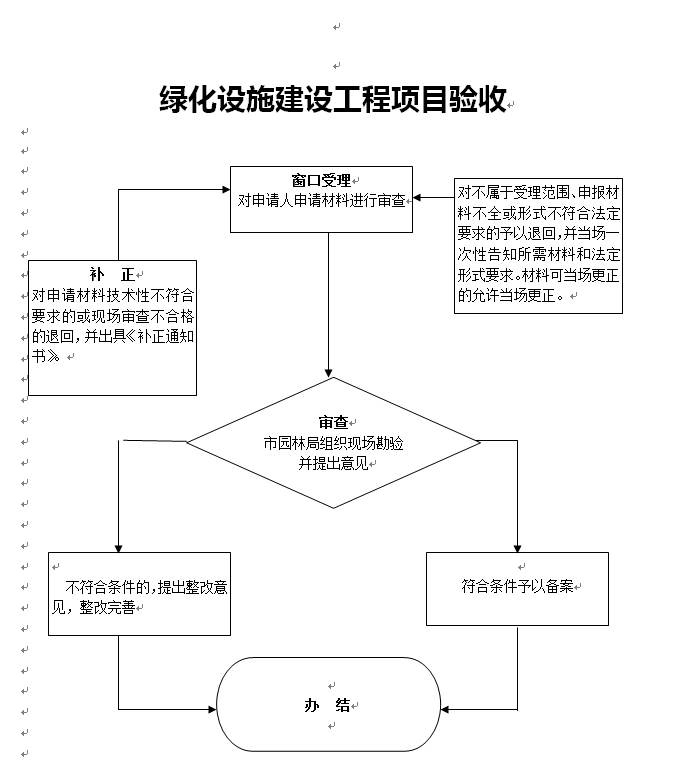 绿化设施建设工程项目验收
窗口受理
对申请人申请材料进行审查
对不属于受理范围、申报材
料不全或形式不符合法定
要求的予以退回,并当场一
次性告知所需材料和法定
形式要求。材料可当场更正
的允许当场更正。
补 正
对申请材料技术性不符合
要求的或现场审查不合格
的退回，并出具《补正通知
书》。
审查
市园林局组织现场勘验
并提出意见
不符合条件的,提出整改意
见，整改完善
符合条件予以备案
办 结